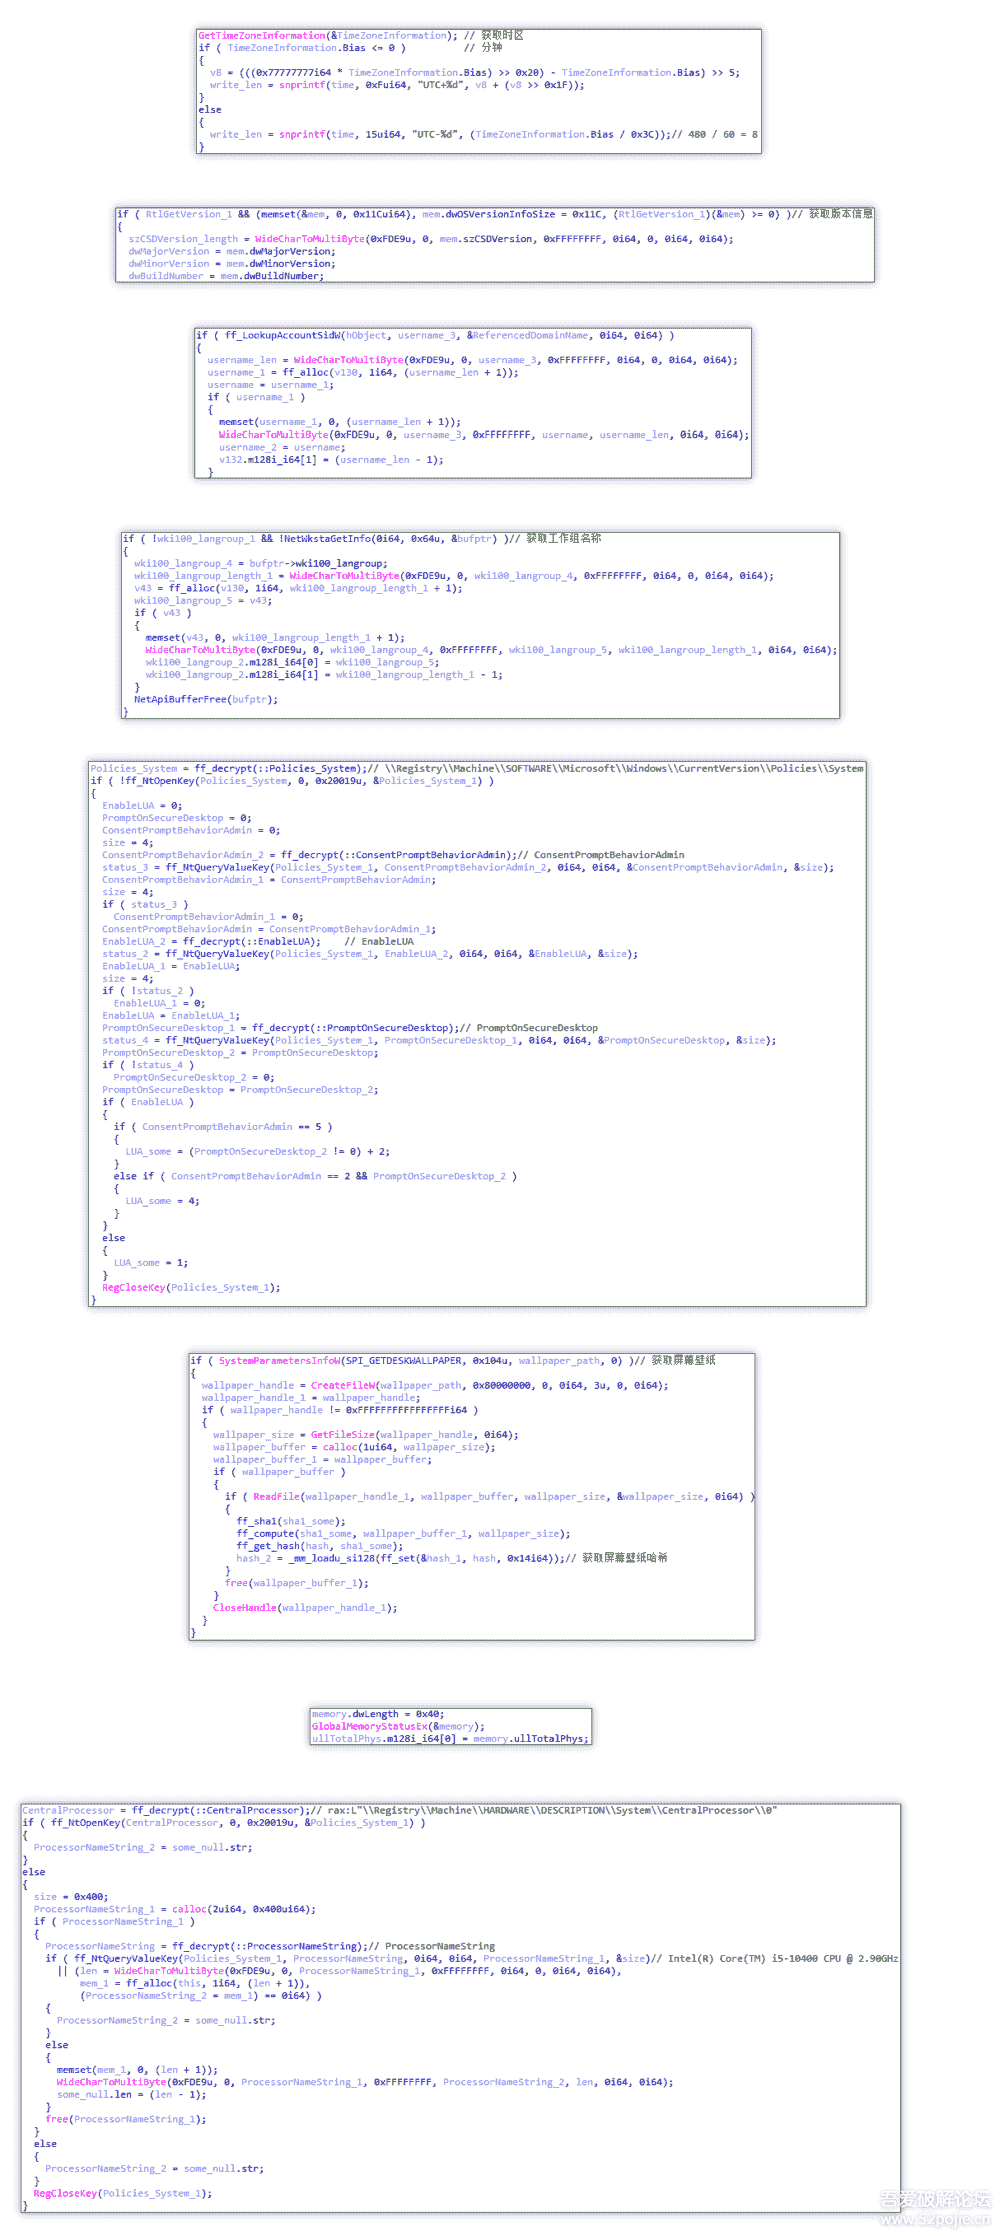 GetTimeZoneInformation(&TimeZoneInformation); // 获取时区
if ( TimeZoneInformation.Bias <= 0 )          // 分钟
{
  v8 = (((0x77777777i64 * TimeZoneInformation.Bias) >> 0x20) - TimeZoneInformation.Bias) >> 5;
  write_len = snprintf(time, 0xFui64, "UTC+%d", v8 + (v8 >> 0x1F));
}
else
{
  write_len = snprintf(time, 15ui64, "UTC-%d", (TimeZoneInformation.Bias / 0x3C));// 480 / 60 = 8
}
if ( RtlGetVersion_1 && (memset(&mem, 0, 0x11Cui64), mem.dwOSVersionInfoSize = 0x11C, (RtlGetVersion_1)(&mem) >= 0) )// 获取版本信息
{
  szCSDVersion_length = WideCharToMultiByte(0xFDE9u, 0, mem.szCSDVersion, 0xFFFFFFFF, 0i64, 0, 0i64, 0i64);
  dwMajorVersion = mem.dwMajorVersion;
  dwMinorVersion = mem.dwMinorVersion;
  dwBuildNumber = mem.dwBuildNumber;
if ( ff_LookupAccountSidW(hObject, username_3, &ReferencedDomainName, 0i64, 0i64) )
{
  username_len = WideCharToMultiByte(0xFDE9u, 0, username_3, 0xFFFFFFFF, 0i64, 0, 0i64, 0i64);
  username_1 = ff_alloc(v130, 1i64, (username_len + 1));
  username = username_1;
  if ( username_1 )
  {
    memset(username_1, 0, (username_len + 1));
    WideCharToMultiByte(0xFDE9u, 0, username_3, 0xFFFFFFFF, username, username_len, 0i64, 0i64);
    username_2 = username;
    v132.m128i_i64[1] = (username_len - 1);
  }
if ( !wki100_langroup_1 && !NetWkstaGetInfo(0i64, 0x64u, &bufptr) )// 获取工作组名称
{
  wki100_langroup_4 = bufptr->wki100_langroup;
  wki100_langroup_length_1 = WideCharToMultiByte(0xFDE9u, 0, wki100_langroup_4, 0xFFFFFFFF, 0i64, 0, 0i64, 0i64);
  v43 = ff_alloc(v130, 1i64, wki100_langroup_length_1 + 1);
  wki100_langroup_5 = v43;
  if ( v43 )
  {
    memset(v43, 0, wki100_langroup_length_1 + 1);
    WideCharToMultiByte(0xFDE9u, 0, wki100_langroup_4, 0xFFFFFFFF, wki100_langroup_5, wki100_langroup_length_1, 0i64, 0i64);
    wki100_langroup_2.m128i_i64[0] = wki100_langroup_5;
    wki100_langroup_2.m128i_i64[1] = wki100_langroup_length_1 - 1;
  }
  NetApiBufferFree(bufptr);
}
Policies_System = ff_decrypt(::Policies_System);// \\Registry\\Machine\\SOFTWARE\\Microsoft\\Windows\\CurrentVersion\\Policies\\System
if ( !ff_NtOpenKey(Policies_System, 0, 0x20019u, &Policies_System_1) )
{
  EnableLUA = 0;
  PromptOnSecureDesktop = 0;
  ConsentPromptBehaviorAdmin = 0;
  size = 4;
  ConsentPromptBehaviorAdmin_2 = ff_decrypt(::ConsentPromptBehaviorAdmin);// ConsentPromptBehaviorAdmin
  status_3 = ff_NtQueryValueKey(Policies_System_1, ConsentPromptBehaviorAdmin_2, 0i64, 0i64, &ConsentPromptBehaviorAdmin, &size);
  ConsentPromptBehaviorAdmin_1 = ConsentPromptBehaviorAdmin;
  size = 4;
  if ( status_3 )
    ConsentPromptBehaviorAdmin_1 = 0;
  ConsentPromptBehaviorAdmin = ConsentPromptBehaviorAdmin_1;
  EnableLUA_2 = ff_decrypt(::EnableLUA);    // EnableLUA
  status_2 = ff_NtQueryValueKey(Policies_System_1, EnableLUA_2, 0i64, 0i64, &EnableLUA, &size);
  EnableLUA_1 = EnableLUA;
  size = 4;
  if ( !status_2 )
    EnableLUA_1 = 0;
  EnableLUA = EnableLUA_1;
  PromptOnSecureDesktop_1 = ff_decrypt(::PromptOnSecureDesktop);// PromptOnSecureDesktop
  status_4 = ff_NtQueryValueKey(Policies_System_1, PromptOnSecureDesktop_1, 0i64, 0i64, &PromptOnSecureDesktop, &size);
  PromptOnSecureDesktop_2 = PromptOnSecureDesktop;
  if ( !status_4 )
    PromptOnSecureDesktop_2 = 0;
  PromptOnSecureDesktop = PromptOnSecureDesktop_2;
  if ( EnableLUA )
  {
    if ( ConsentPromptBehaviorAdmin == 5 )
    {
      LUA_some = (PromptOnSecureDesktop_2 != 0) + 2;
    }
    else if ( ConsentPromptBehaviorAdmin == 2 && PromptOnSecureDesktop_2 )
    {
      LUA_some = 4;
    }
  }
  else
  {
    LUA_some = 1;
  }
  RegCloseKey(Policies_System_1);
}
if ( SystemParametersInfoW(SPI_GETDESKWALLPAPER, 0x104u, wallpaper_path, 0) )// 获取屏幕壁纸
{
  wallpaper_handle = CreateFileW(wallpaper_path, 0x80000000, 0, 0i64, 3u, 0, 0i64);
  wallpaper_handle_1 = wallpaper_handle;
  if ( wallpaper_handle != 0xFFFFFFFFFFFFFFFFi64 )
  {
    wallpaper_size = GetFileSize(wallpaper_handle, 0i64);
    wallpaper_buffer = calloc(1ui64, wallpaper_size);
    wallpaper_buffer_1 = wallpaper_buffer;
    if ( wallpaper_buffer )
    {
      if ( ReadFile(wallpaper_handle_1, wallpaper_buffer, wallpaper_size, &wallpaper_size, 0i64) )
      {
        ff_sha1(sha1_some);
        ff_compute(sha1_some, wallpaper_buffer_1, wallpaper_size);
        ff_get_hash(hash, sha1_some);
        hash_2 = _mm_loadu_si128(ff_set(&hash_1, hash, 0x14i64));// 获取屏幕壁纸哈希
      }
      free(wallpaper_buffer_1);
    }
    CloseHandle(wallpaper_handle_1);
  }
}
memory.dwLength = 0x40;
GlobalMemoryStatusEx(&memory);
ullTotalPhys.m128i_i64[0] = memory.ullTotalPhys;
CentralProcessor = ff_decrypt(::CentralProcessor);// rax:L"\\Registry\\Machine\\HARDWARE\\DESCRIPTION\\System\\CentralProcessor\\0"
if ( ff_NtOpenKey(CentralProcessor, 0, 0x20019u, &Policies_System_1) )
{
  ProcessorNameString_2 = some_null.str;
}
else
{
  size = 0x400;
  ProcessorNameString_1 = calloc(2ui64, 0x400ui64);
  if ( ProcessorNameString_1 )
  {
    ProcessorNameString = ff_decrypt(::ProcessorNameString);// ProcessorNameString
    if ( ff_NtQueryValueKey(Policies_System_1, ProcessorNameString, 0i64, 0i64, ProcessorNameString_1, &size)// Intel(R) Core(TM) i5-10400 CPU @ 2.90GHz
      || (len = WideCharToMultiByte(0xFDE9u, 0, ProcessorNameString_1, 0xFFFFFFFF, 0i64, 0, 0i64, 0i64),
          mem_1 = ff_alloc(this, 1i64, (len + 1)),
          (ProcessorNameString_2 = mem_1) == 0i64) )
    {
      ProcessorNameString_2 = some_null.str;
    }
    else
    {
      memset(mem_1, 0, (len + 1));
      WideCharToMultiByte(0xFDE9u, 0, ProcessorNameString_1, 0xFFFFFFFF, ProcessorNameString_2, len, 0i64, 0i64);
      some_null.len = (len - 1);
    }
    free(ProcessorNameString_1);
  }
  else
  {
    ProcessorNameString_2 = some_null.str;
  }
  RegCloseKey(Policies_System_1);
}
吾爱破解论坛
www.52pojie.cn